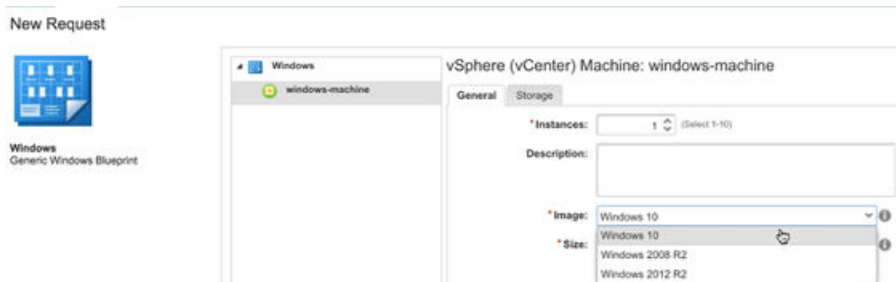 New Request
Windows
Generic Windows Blueprint
Windows
windows-machine
vSphere (vCenter) Machine: windows-machine
General Storage
*Instances: 1 (Select 1-10)
Description:
*Image: Windows 10
*Size:
Windows 10
Windows 2008 R2
Windows 2012 R2